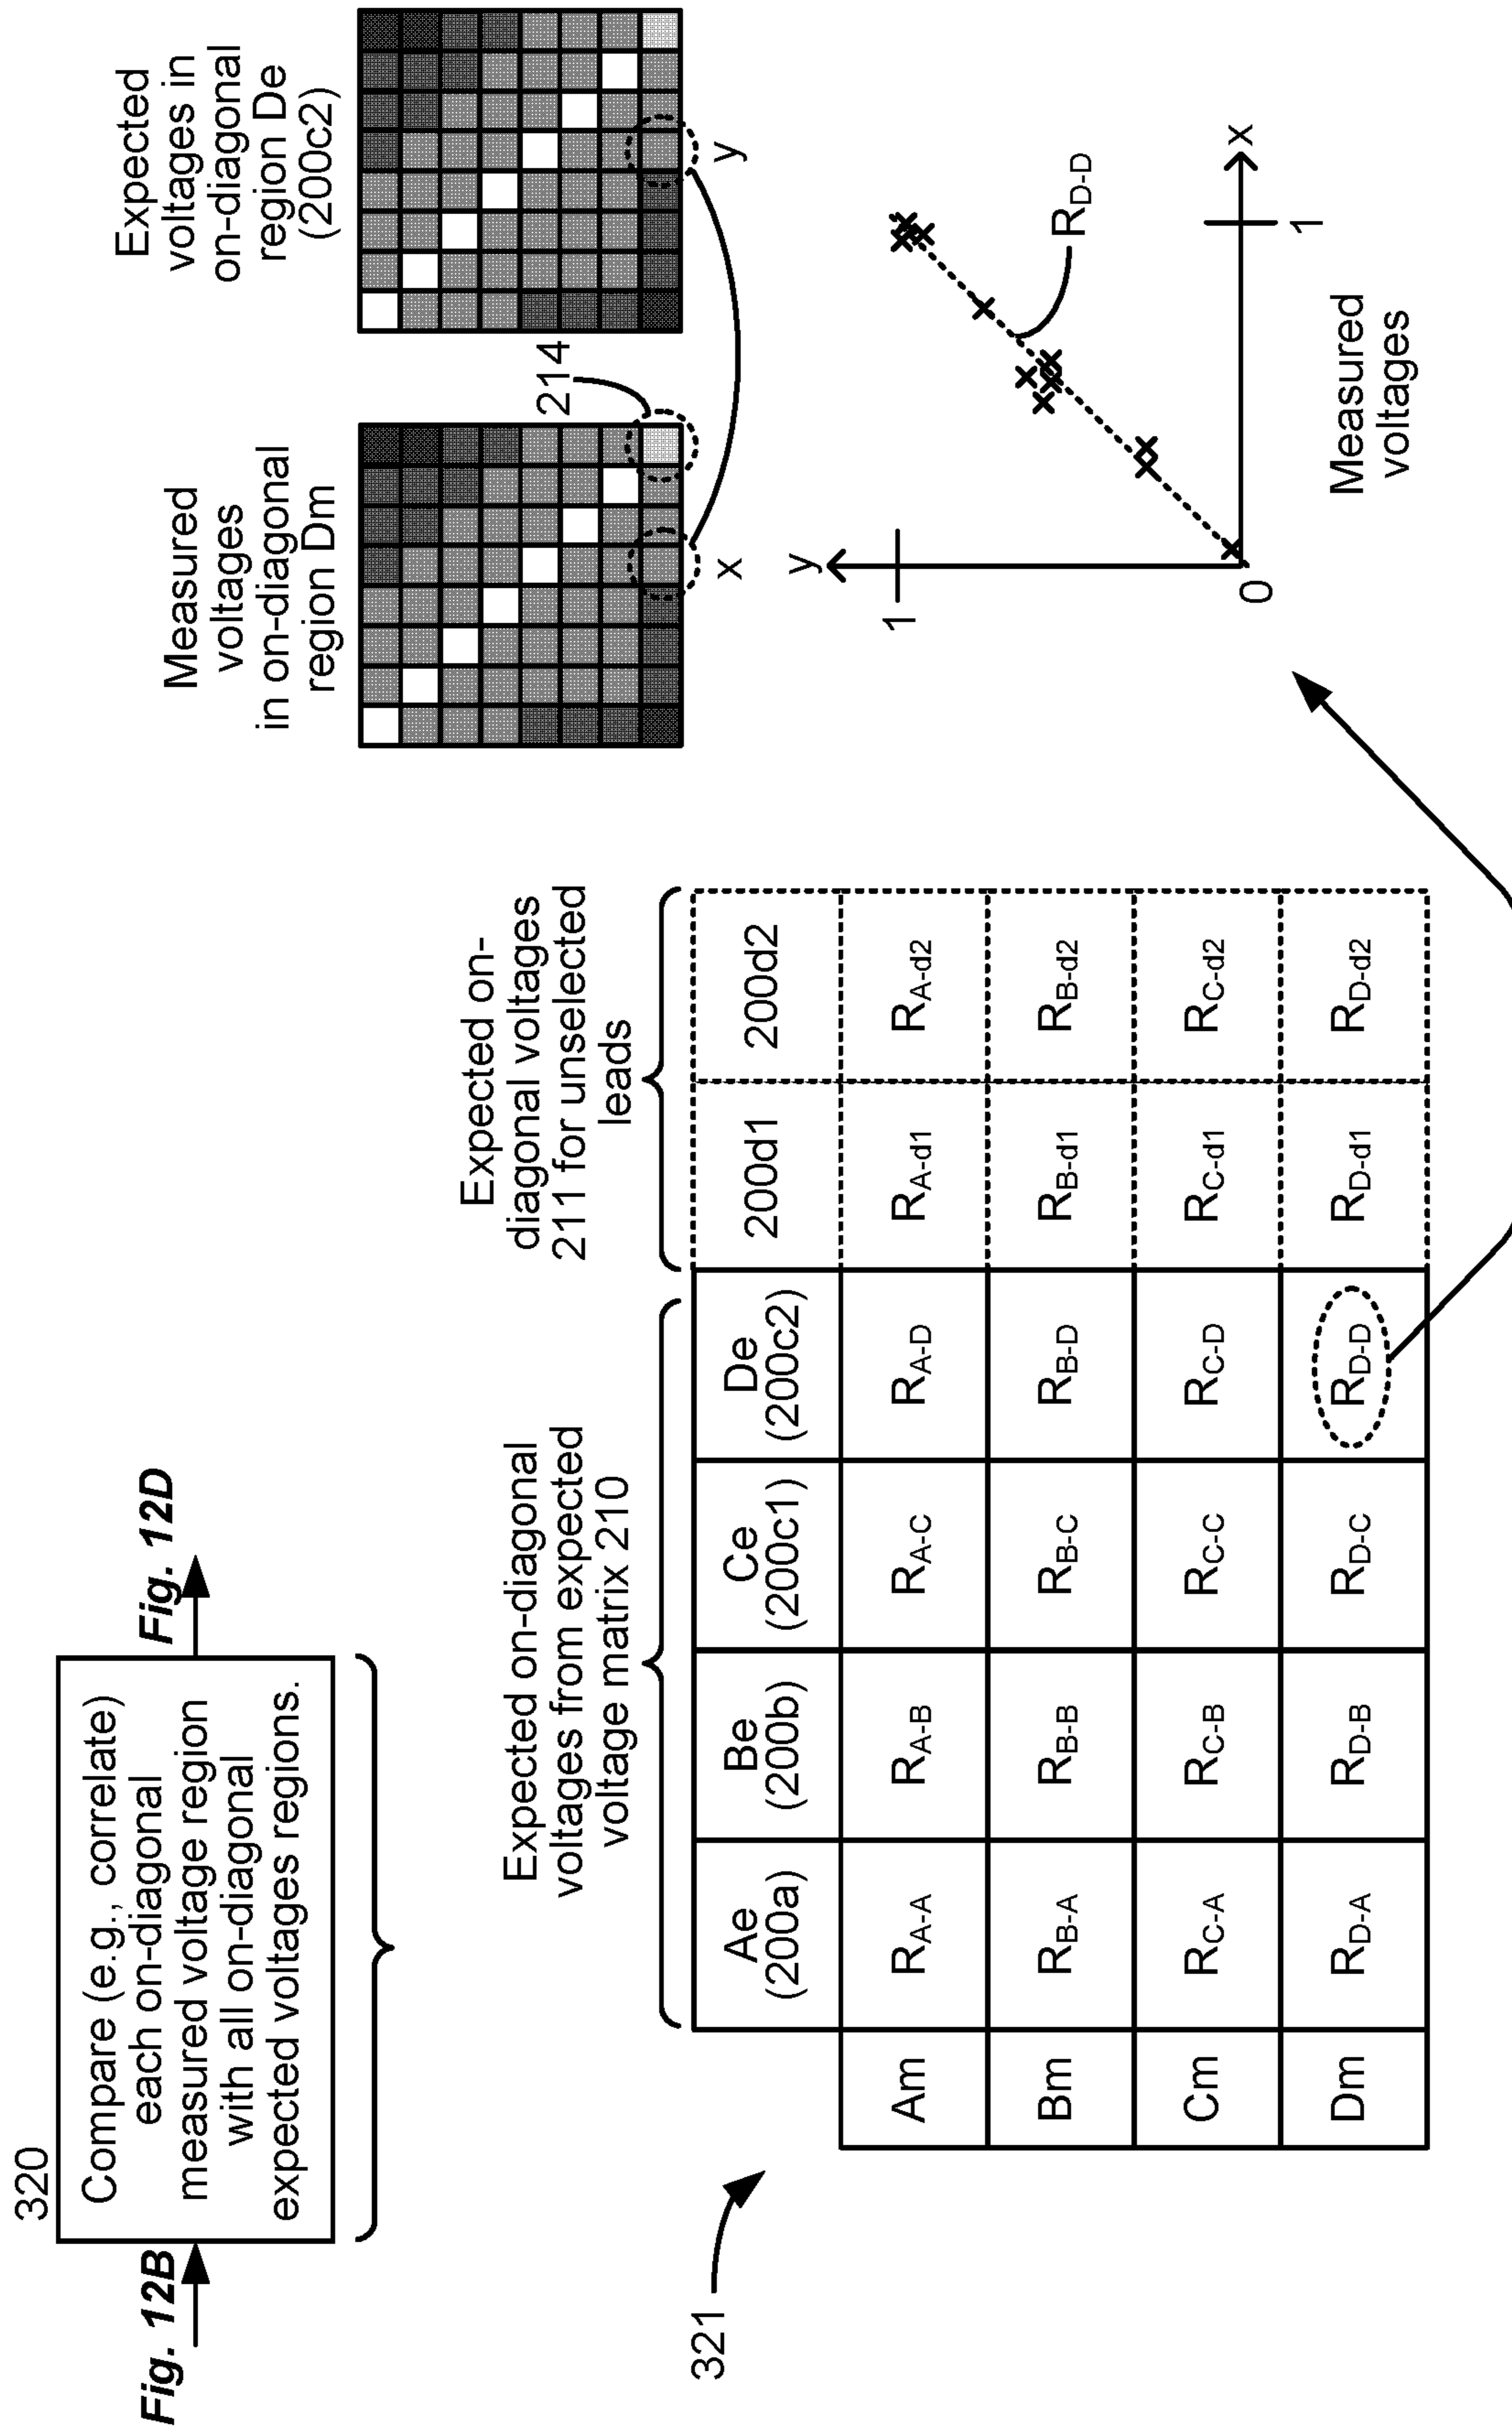 320
Compare (e.g., correlate)
each on-diagonal
measured voltage region
with all on-diagonal
expected voltages regions.
Fig. 12B
Fig. 12D
321
Expected on-diagonal
voltages from expected
voltage matrix 210
Expected on-
diagonal voltages
211 for unselected
leads
Ae
(200a)
Be
(200b)
Ce
(200c1)
De
(200c2)
200d1
200d2
Am
RA-A
RA-B
RA-C
RA-D
RA-d1
RA-d2
Bm
RB-A
RB-B
RB-C
RB-D
RB-d1
RB-d2
Cm
RC-A
RC-B
RC-C
RC-D
RC-d1
RC-d2
Dm
RD-A
RD-B
RD-C
RD-D
RD-d1
RD-d2
Measured
voltages
in on-diagonal
region Dm
214
x
Expected
voltages in
on-diagonal
region De
(200c2)
y
y
1
RD-D
0
1
x
Measured
voltages